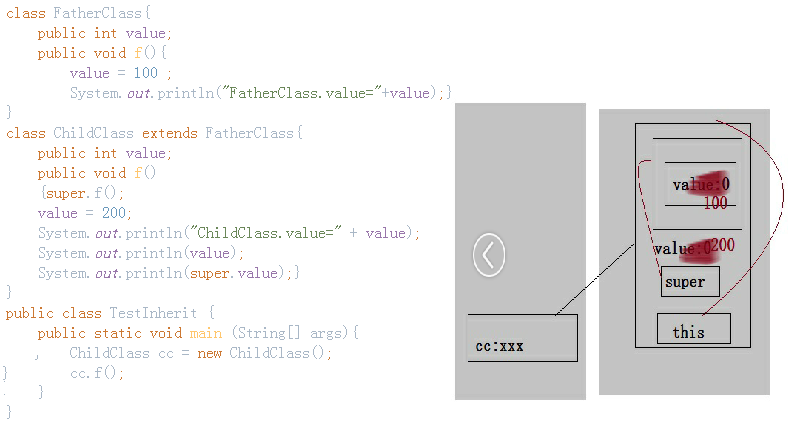 class FatherClass{
public int value;
public void f(){
value = 100 ;
System.out.println("FatherClass.value="+value);}
}
class ChildClass extends FatherClass{
public int value;
public void f()
{super.f();
value = 200;
System.out.println("ChildClass.value=" + value);
System.out.println(value);
System.out.println(super.value);}
}
public class TestInherit {
public static void main (String[] args){
ChildClass cc = new ChildClass();
} cc.f();
}
}
cc:xxx
value:0
100
value:0200
super
this